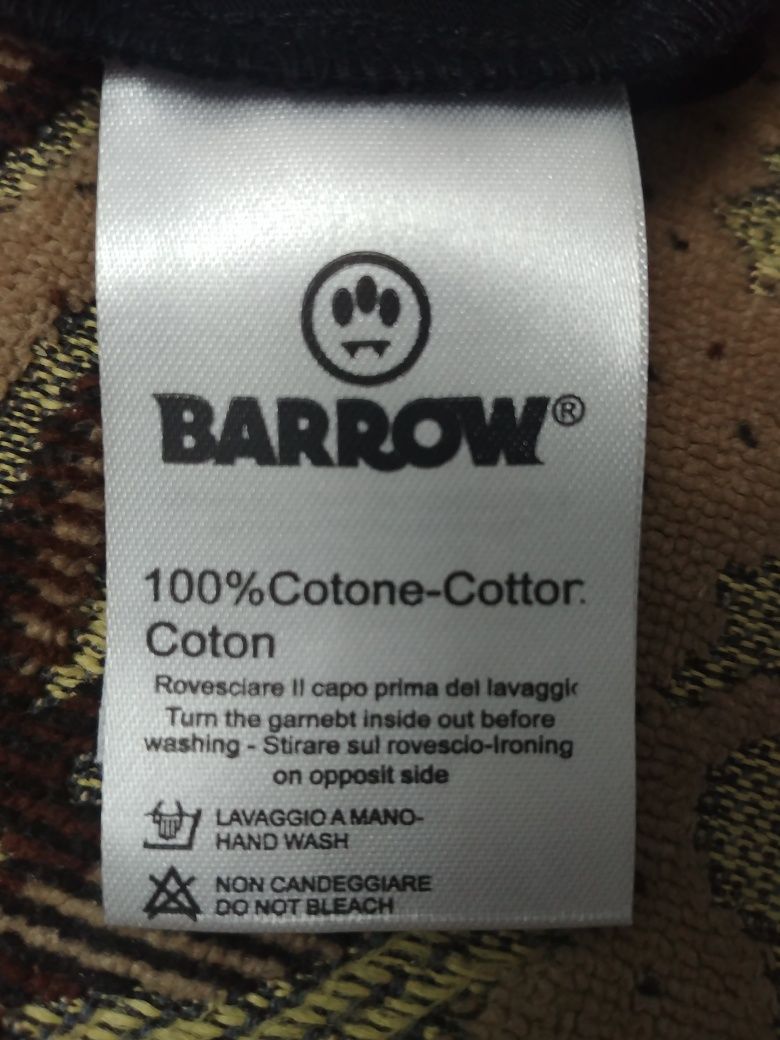 BARROW®
100%Cotone-Cotton
Coton
Rovesciare Il capo prima del lavaggio
Turn the garnebt inside out before
washing - Stirare sul rovescio-Ironing
on opposit side
LAVAGGIO A MANO-
HAND WASH
NON CANDEGGIARE
DO NOT BLEACH